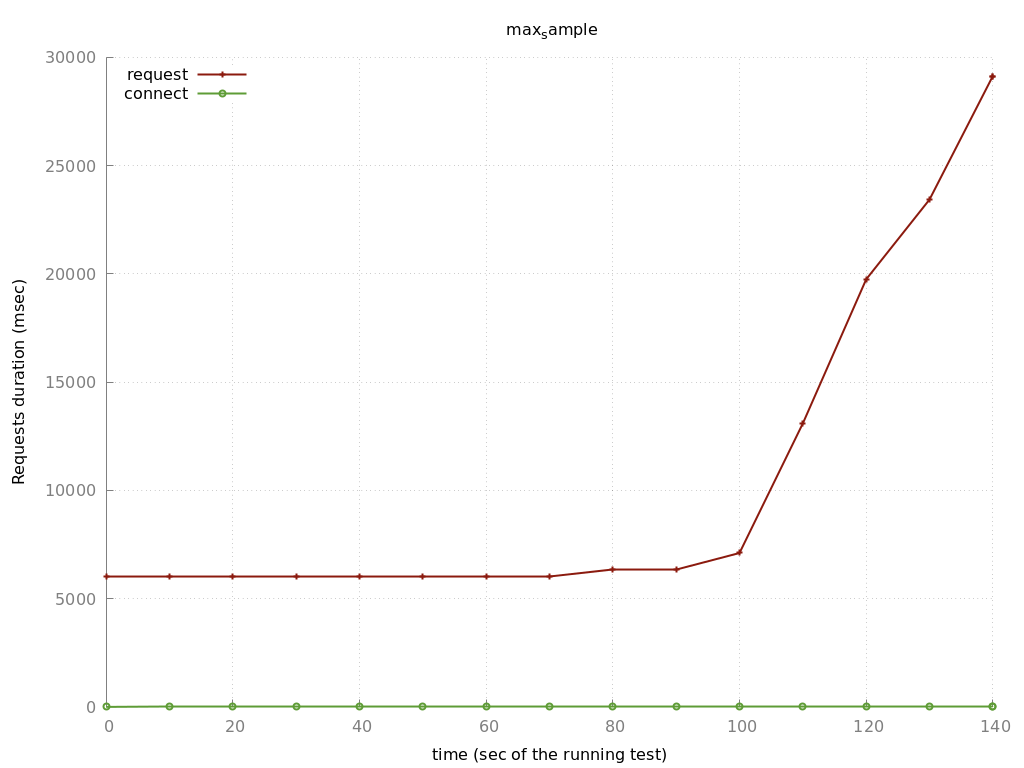 maxₛample
request
connect
30000
25000
20000
15000
10000
5000
0
Requests duration (msec)
0 20 40 60 80 100 120 140
time (sec of the running test)